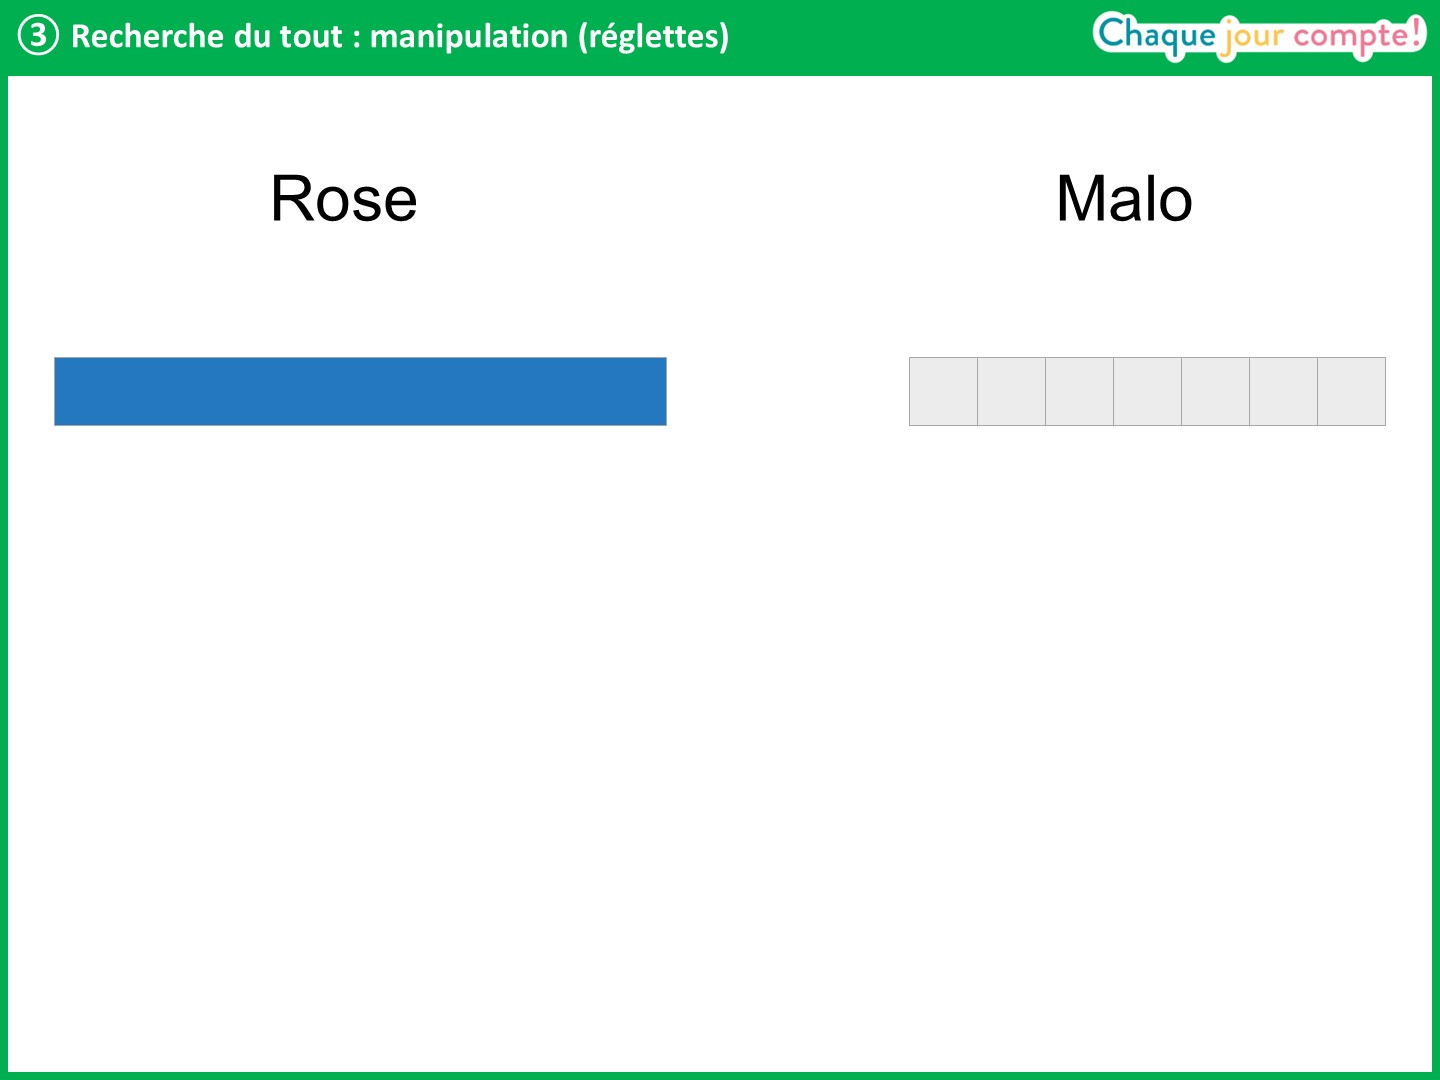 ③ Recherche du tout : manipulation (réglettes)
Chaque jour compte!
Rose
Malo